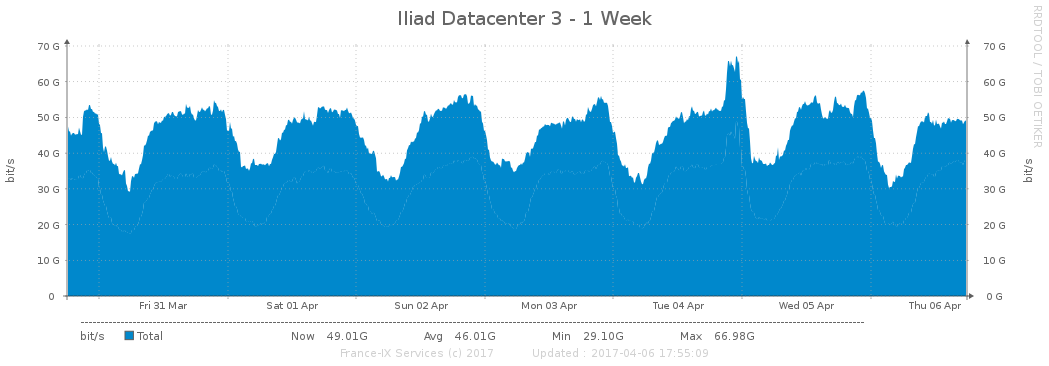 Iliad Datacenter 3 - 1 Week
RRDTOOL / TOBI OETIKER
70 G 70 G
60 G 60 G
50 G 50 G
40 G 40 G
30 G 30 G
20 G 20 G
10 G 10 G
0 0 G
bit/s
bit/s
Fri 31 Mar Sat 01 Apr Sun 02 Apr Mon 03 Apr Tue 04 Apr Wed 05 Apr Thu 06 Apr
bit/s Total Now 49.01G Avg 46.01G Min 29.10G Max 66.98G
France-IX Services (c) 2017 Updated : 2017-04-06 17:55:09